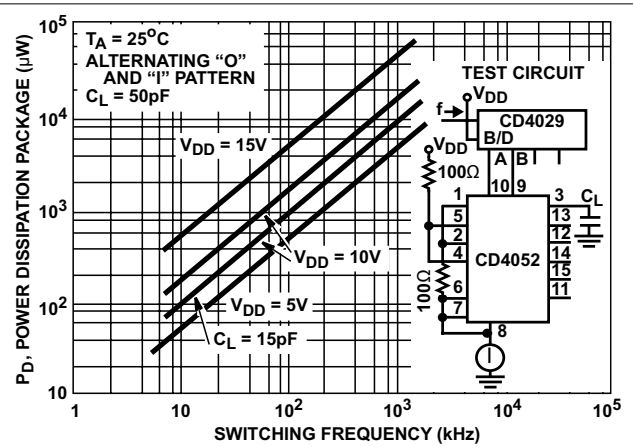 P_D, POWER DISSIPATION PACKAGE (μW)
10⁵
10⁴
10³
10²
10
T_A = 25°C
ALTERNATING “O”
AND “I” PATTERN
C_L = 50pF
V_DD = 15V
V_DD = 10V
V_DD = 5V
C_L = 15pF
TEST CIRCUIT
V_DD
f
CD4029
B/D
A B
V_DD
100Ω
10 9
1
5
2
4
6
7
8
100Ω
CD4052
3
13
12
14
15
11
C_L
I
1
10
10²
10³
10⁴
10⁵
SWITCHING FREQUENCY (kHz)